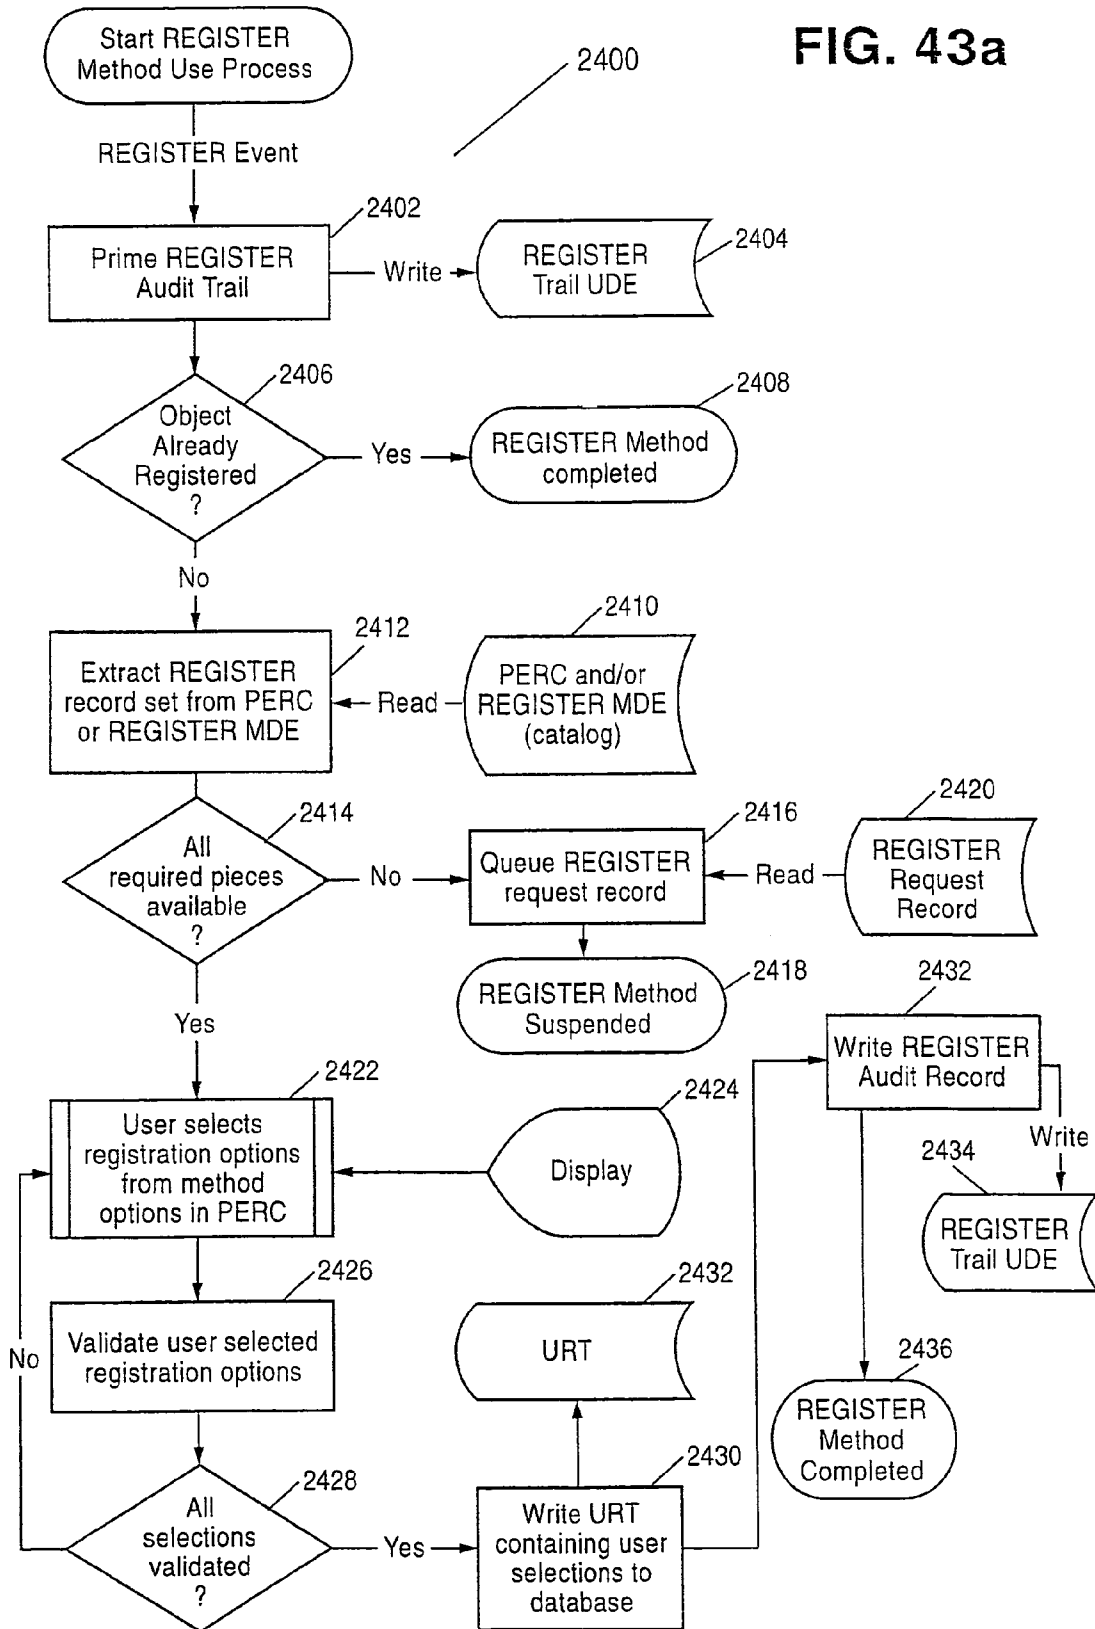 FIG. 43a
Start REGISTER
Method Use Process
2400
REGISTER Event
2402
Prime REGISTER
Audit Trail
Write
REGISTER
Trail UDE
2404
2406
Object
Already
Registered
?
Yes
2408
REGISTER Method
completed
No
2412
Extract REGISTER
record set from PERC
or REGISTER MDE
Read
2410
PERC and/or
REGISTER MDE
(catalog)
2414
All
required pieces
available
?
No
2416
Queue REGISTER
request record
Read
2420
REGISTER
Request
Record
2418
REGISTER Method
Suspended
Yes
2422
User selects
registration options
from method
options in PERC
2424
Display
2426
Validate user selected
registration options
No
2428
All
selections
validated
?
Yes
2430
Write URT
containing user
selections to
database
2432
URT
2432
Write REGISTER
Audit Record
Write
2434
REGISTER
Trail UDE
2436
REGISTER
Method
Completed